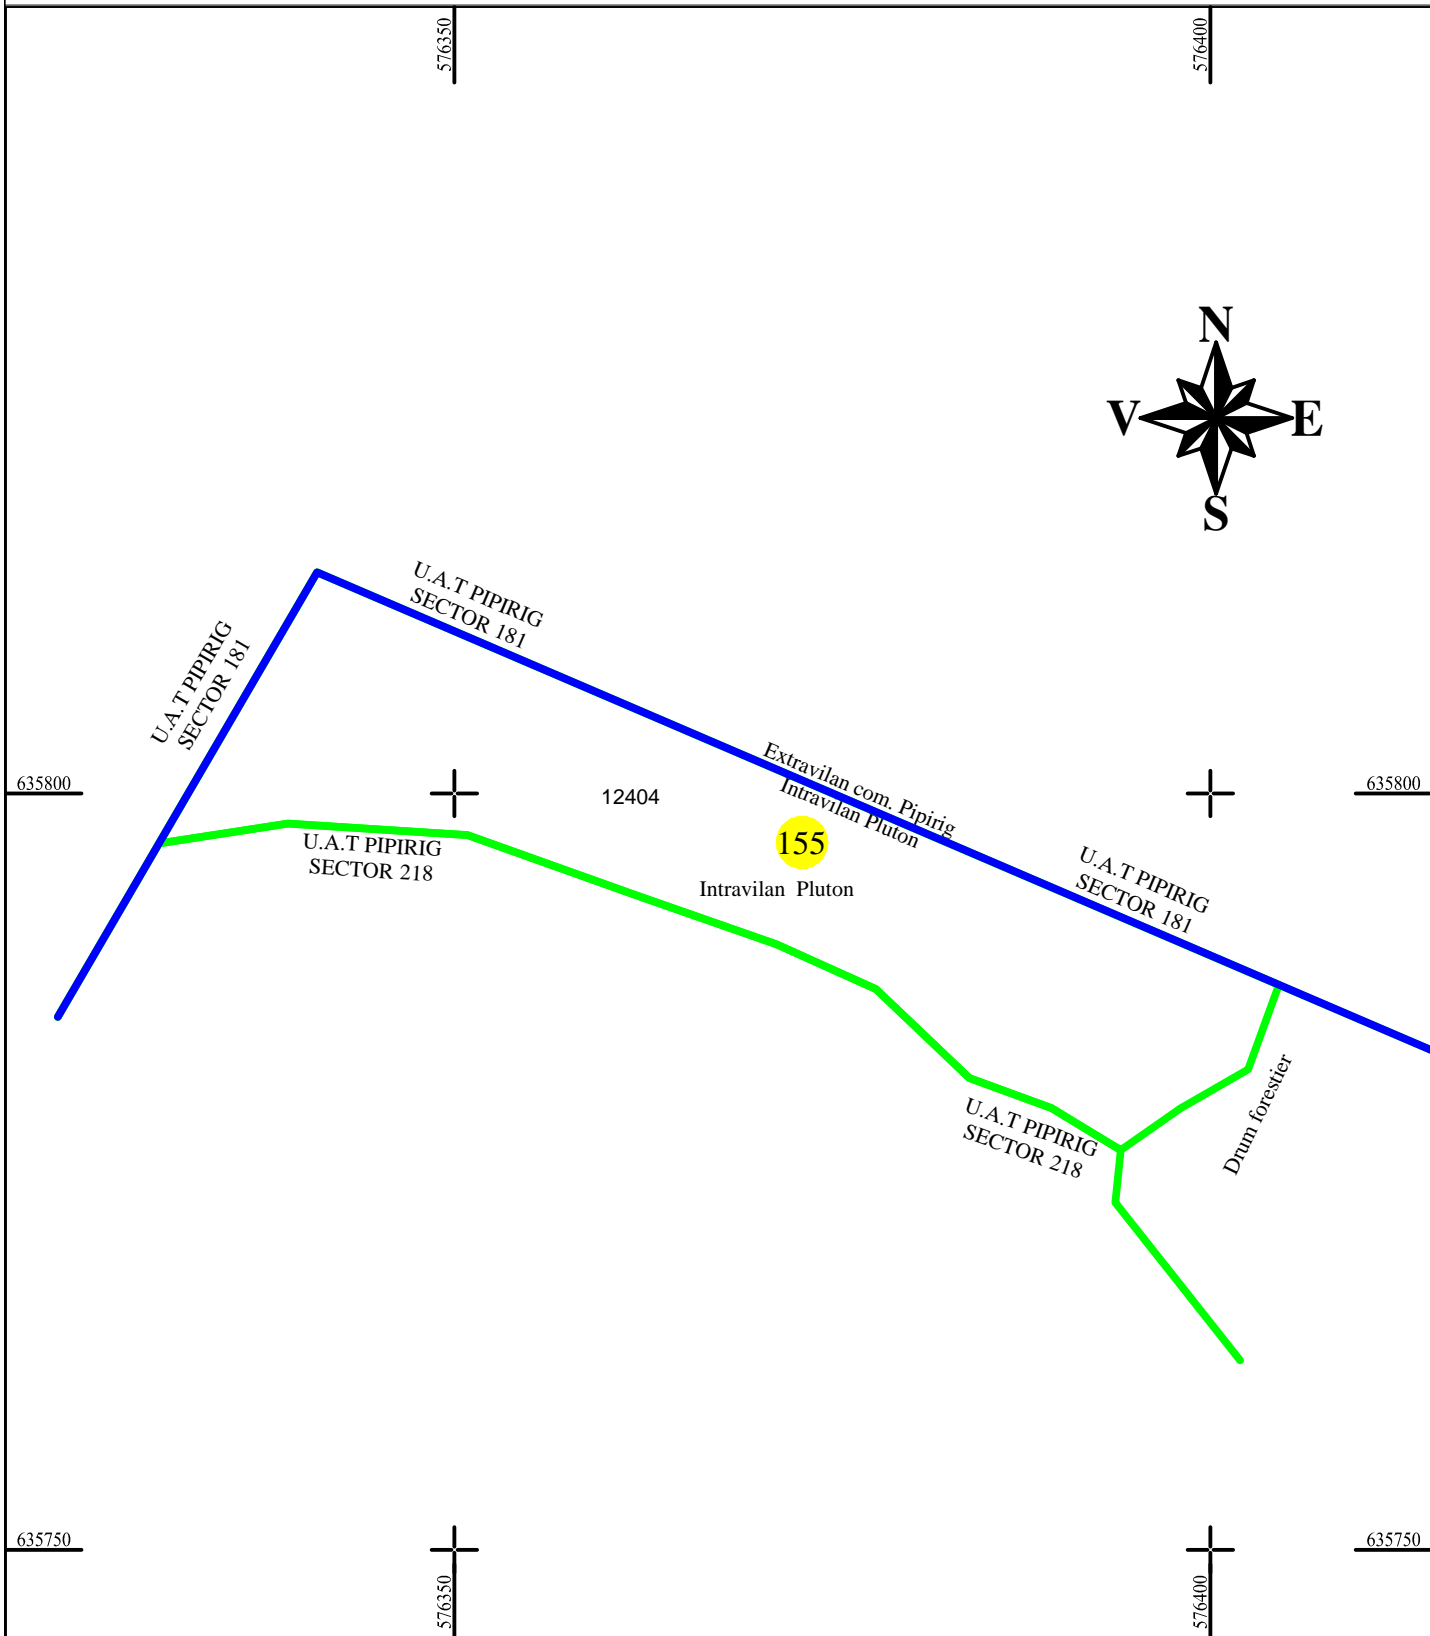 576350
576400
N
V
E
S
U.A.T PIPIRIG
SECTOR 181
U.A.T PIPIRIG
SECTOR 181
Extravilan com. Pipirig
Intravilan Pluton
635800
12404
635800
155
Intravilan Pluton
U.A.T PIPIRIG
SECTOR 218
U.A.T PIPIRIG
SECTOR 181
U.A.T PIPIRIG
SECTOR 218
Drum forestier
635750
635750
576350
576400